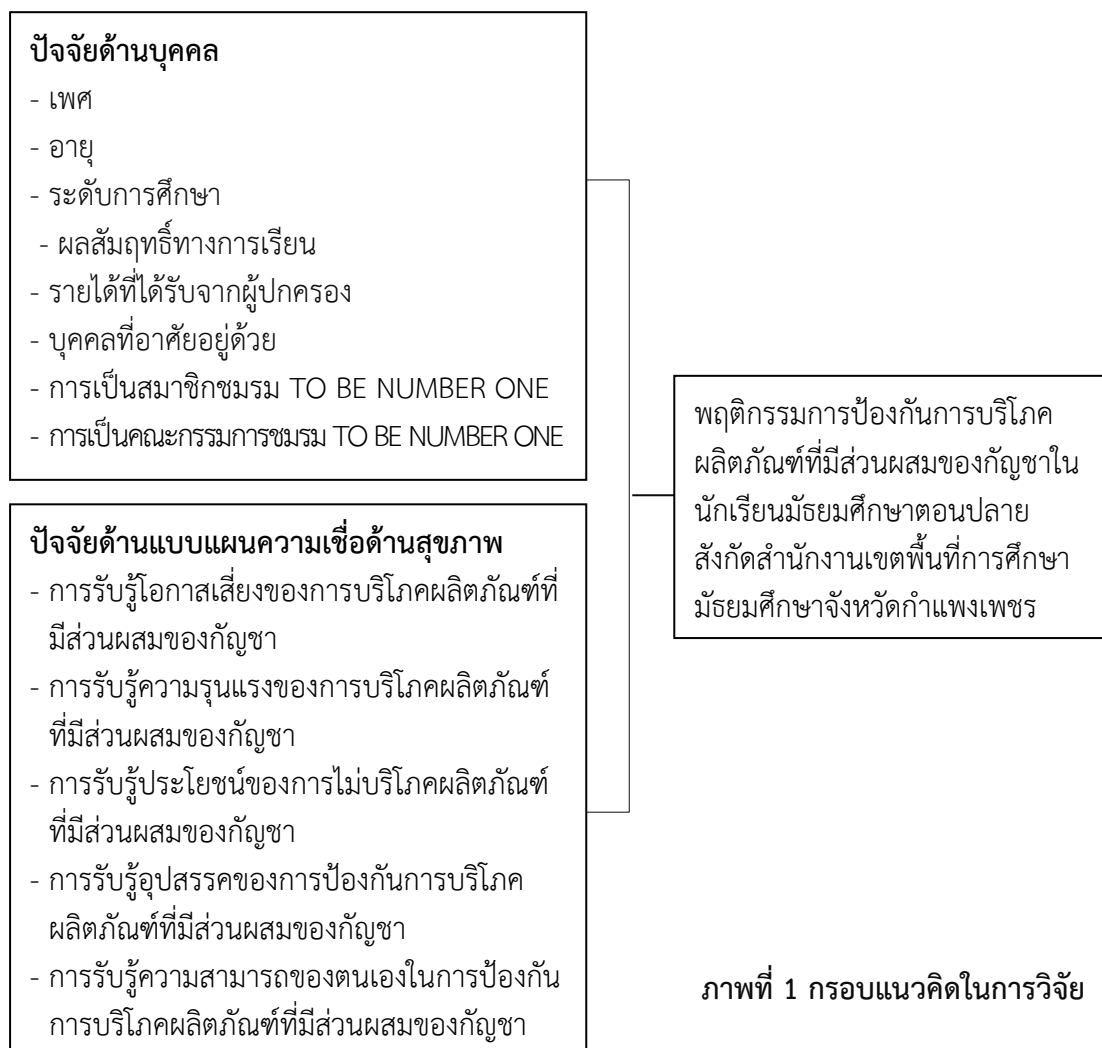 ปัจจัยด้านบุคคล
- เพศ
- อายุ
- ระดับการศึกษา
- ผลสัมฤทธิ์ทางการเรียน
- รายได้ที่ได้รับจากผู้ปกครอง
- บุคคลที่อาศัยอยู่ด้วย
- การเป็นสมาชิกชมรม TO BE NUMBER ONE
- การเป็นคณะกรรมการชมรม TO BE NUMBER ONE
ปัจจัยด้านแบบแผนความเชื่อด้านสุขภาพ
- การรับรู้โอกาสเสี่ยงของการบริโภคผลิตภัณฑ์ที่
มีส่วนผสมของกัญชา
- การรับรู้ความรุนแรงของการบริโภคผลิตภัณฑ์
ที่มีส่วนผสมของกัญชา
- การรับรู้ประโยชน์ของการไม่บริโภคผลิตภัณฑ์
ที่มีส่วนผสมของกัญชา
- การรับรู้อุปสรรคของการป้องกันการบริโภค
ผลิตภัณฑ์ที่มีส่วนผสมของกัญชา
- การรับรู้ความสามารถของตนเองในการป้องกัน
การบริโภคผลิตภัณฑ์ที่มีส่วนผสมของกัญชา
พฤติกรรมการป้องกันการบริโภค
ผลิตภัณฑ์ที่มีส่วนผสมของกัญชาใน
นักเรียนมัธยมศึกษาตอนปลาย
สังกัดสำนักงานเขตพื้นที่การศึกษา
มัธยมศึกษาจังหวัดกำแพงเพชร
ภาพที่ 1 กรอบแนวคิดในการวิจัย